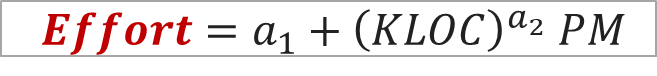 Effort = a₁ + (KLOC)^a₂ PM